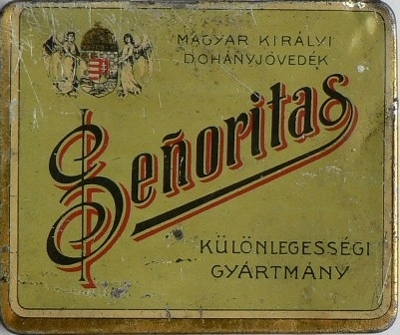 MAGYAR KIRÁLYI
DOHÁNYJÖVEDÉK
Señoritas
KÜLÖNLEGESSÉGI
GYÁRTMÁNY